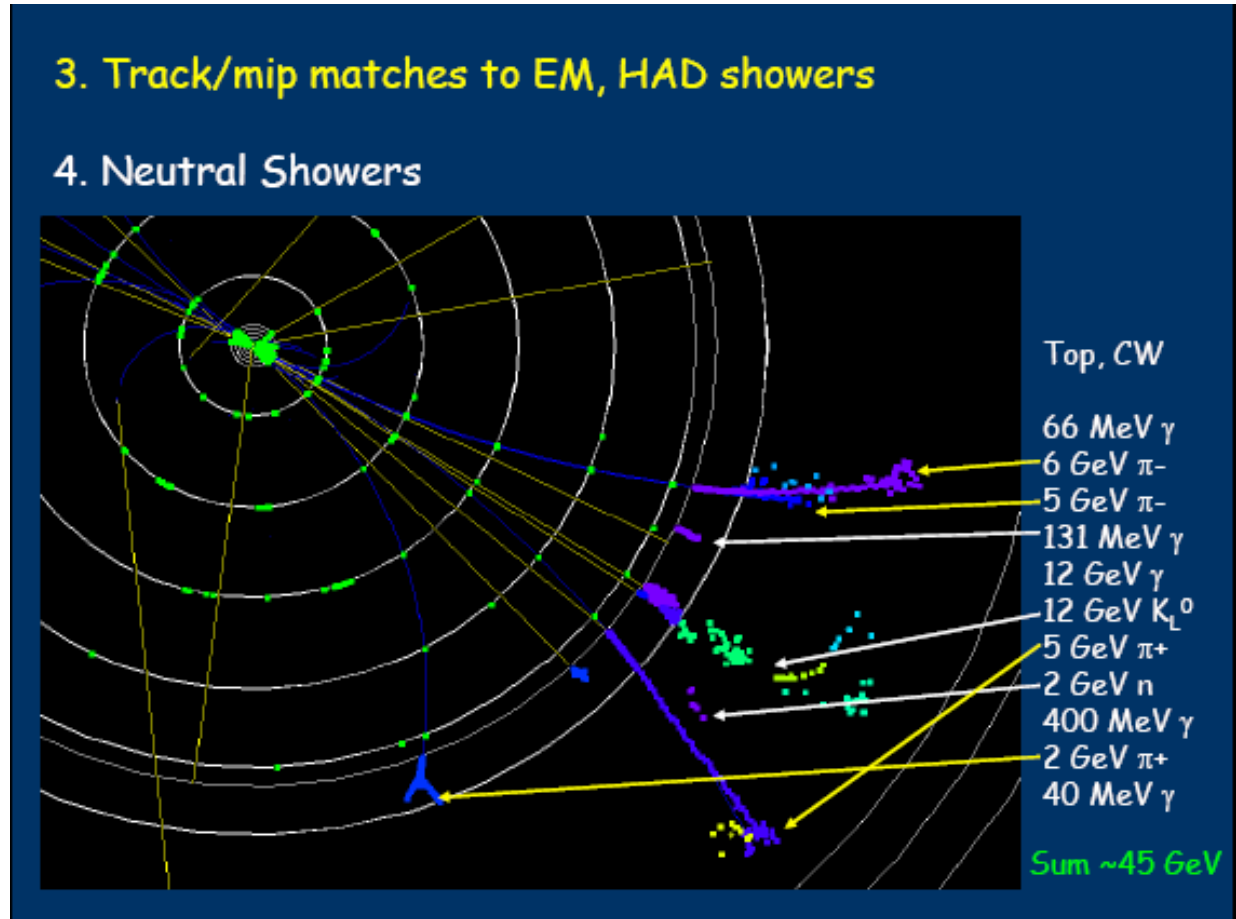 3. Track/mip matches to EM, HAD showers
4. Neutral Showers
Top, CW
66 MeV γ
6 GeV π-
5 GeV π-
131 MeV γ
12 GeV γ
12 GeV K_L⁰
5 GeV π+
2 GeV n
400 MeV γ
2 GeV π+
40 MeV γ
Sum ~45 GeV